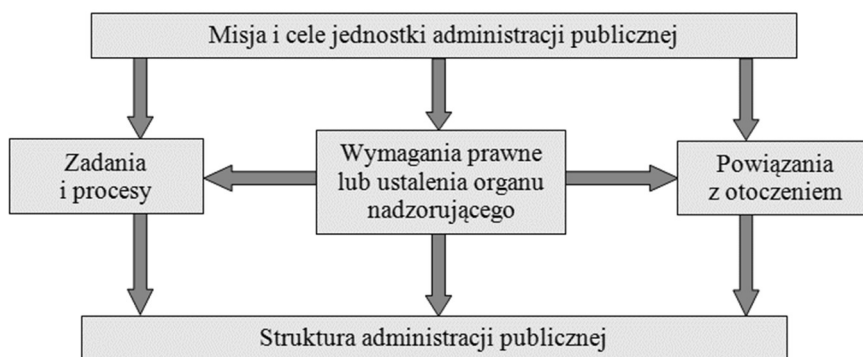 Misja i cele jednostki administracji publicznej
Zadania
i procesy
Wymagania prawne
lub ustalenia organu
nadzorującego
Powiązania
z otoczeniem
Struktura administracji publicznej